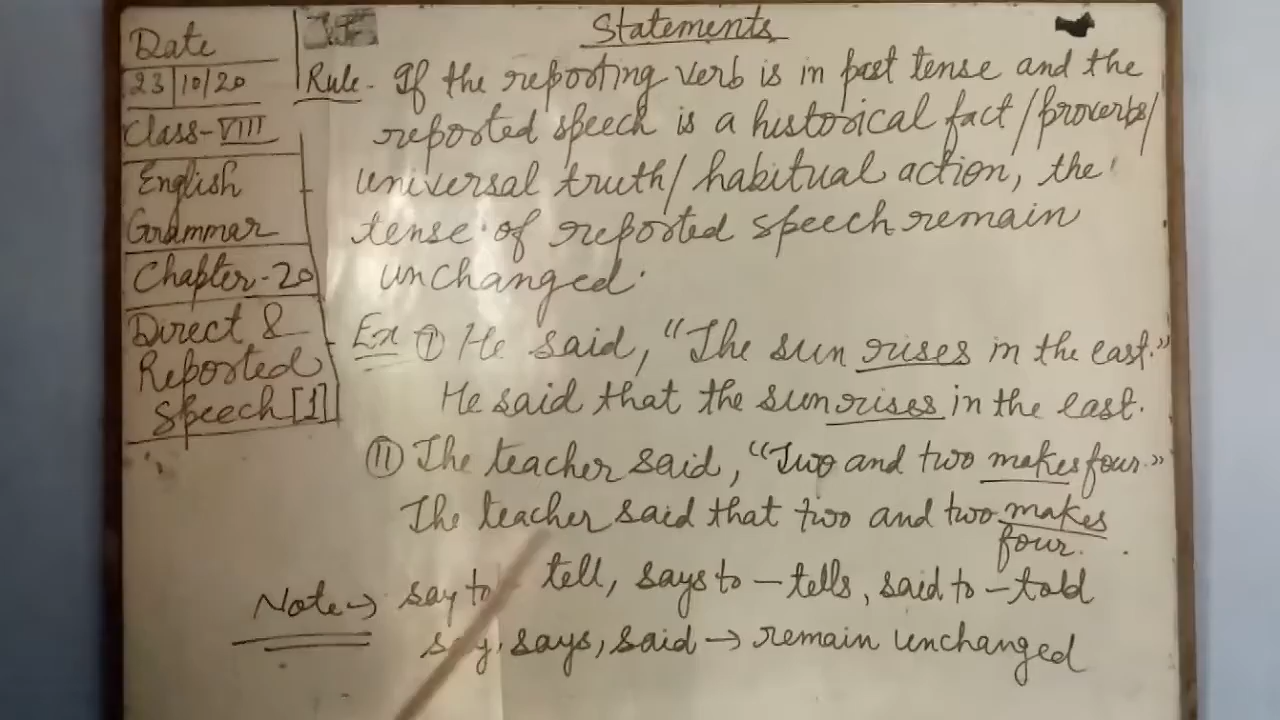 Date
23/10/20
Class-VIII
English
Grammar
Chapter-20
Direct &
Reported
Speech [1]
Statements
Rule- If the reporting verb is in past tense and the
reported speech is a historical fact/proverbs/
universal truth/habitual action, the
tense of reported speech remain
unchanged.
Ex (I) He said, "The sun rises in the east."
He said that the sun rises in the east.
(II) The teacher said, "Two and two makes four."
The teacher said that two and two makes
four.
Note→ say to tell, says to – tells, said to – told
say, says, said → remain unchanged